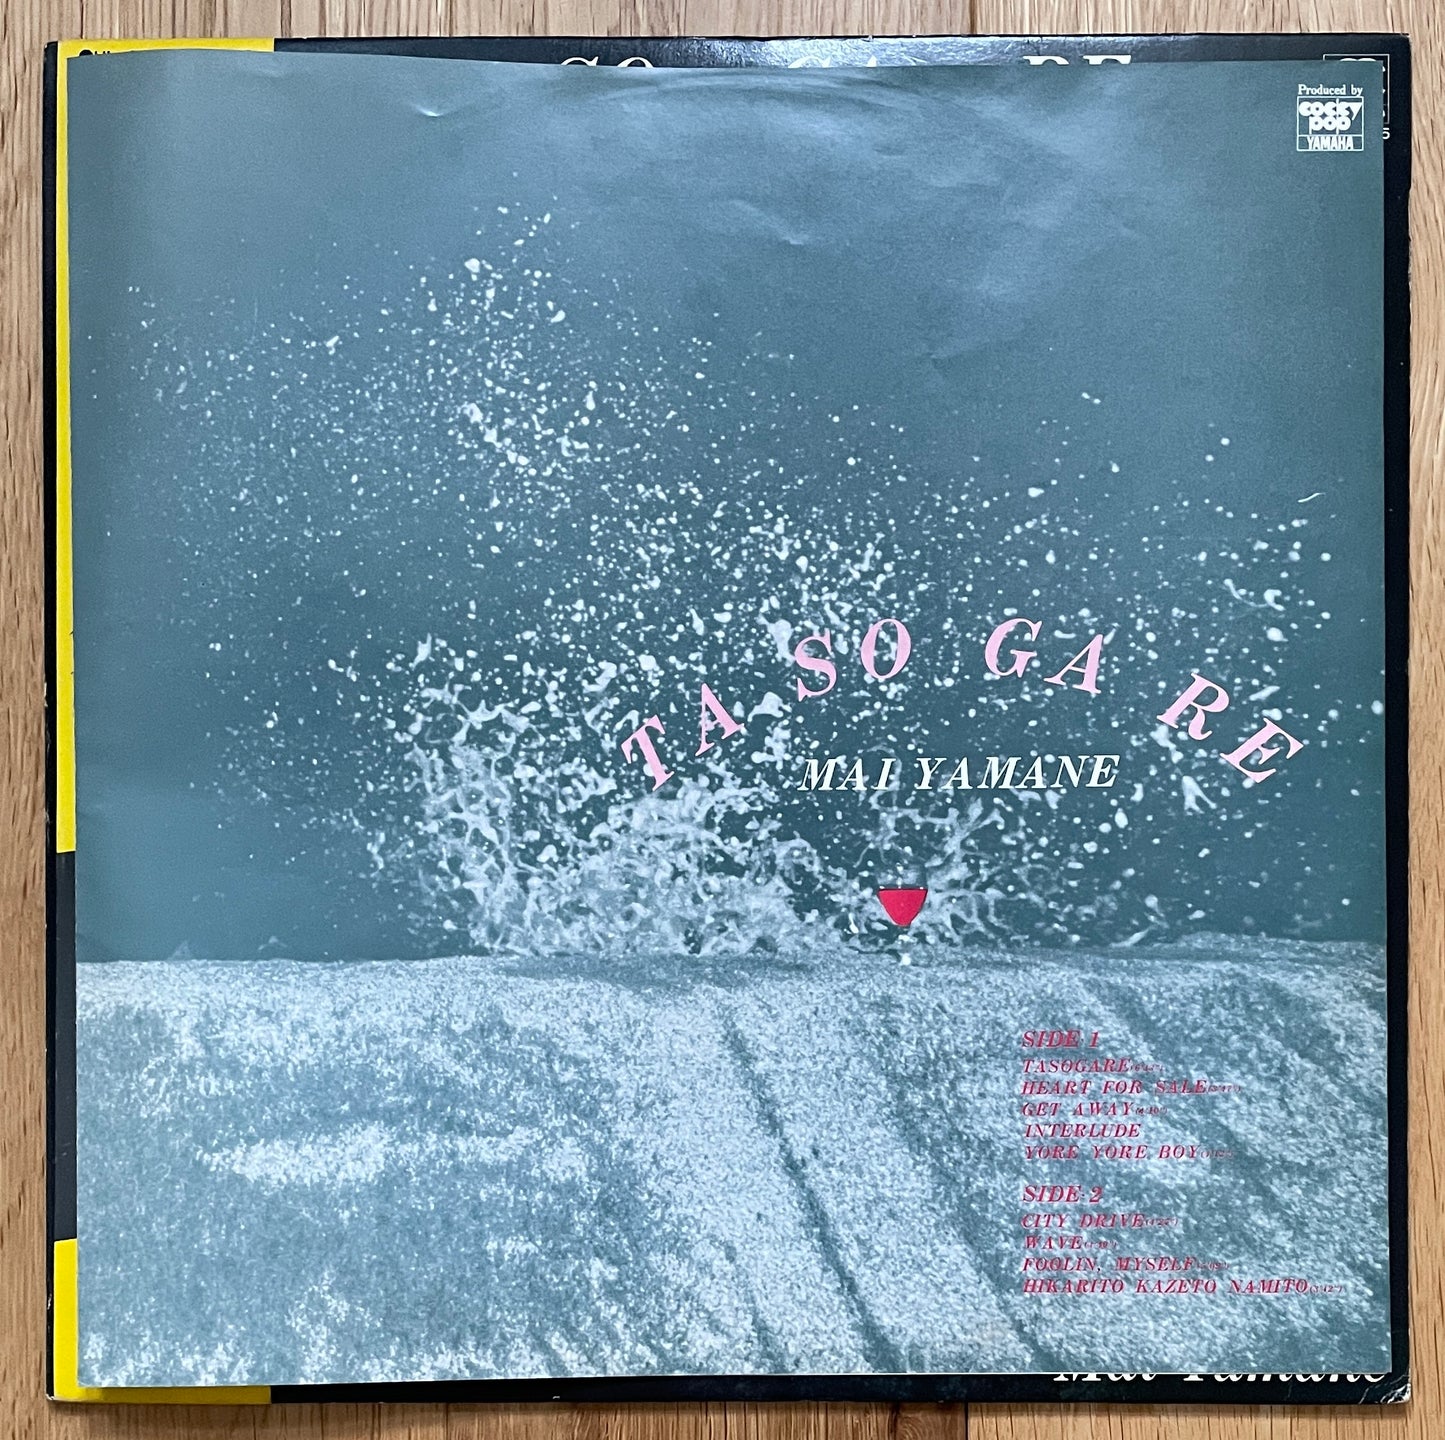 Produced by
cocky
pop
YAMAHA
TA SO GA RE
MAI YAMANE
SIDE 1
TASOGARE
HEART FOR SALE
GET AWAY
INTERLUDE
YORE YORE BOY
SIDE 2
CITY DRIVE
WAVE
FOOLIN, MYSELF
HIKARITO KAZETO NAMITO
Mai Yamane